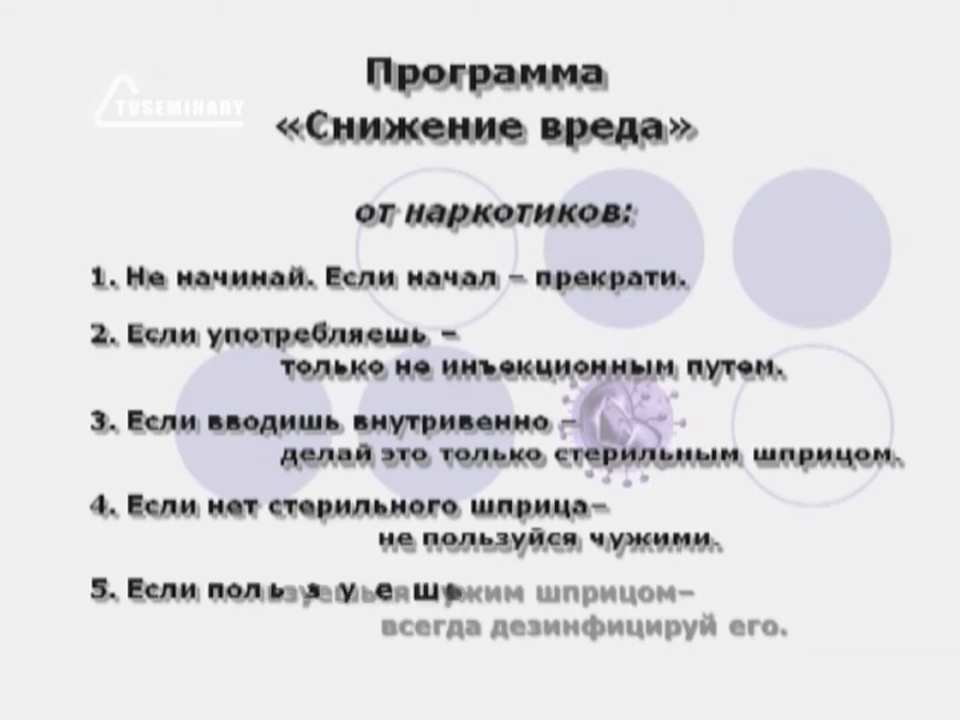 TVSEMINARY
Программа
«Снижение вреда»
от наркотиков:
1. Не начинай. Если начал – прекрати.
2. Если употребляешь –
только не инъекционным путем.
3. Если вводишь внутривенно –
делай это только стерильным шприцом.
4. Если нет стерильного шприца–
не пользуйся чужими.
5. Если пользуешься чужим шприцом–
всегда дезинфицируй его.